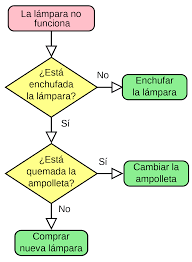 La lámpara no
funciona
¿Está
enchufada
la lámpara?
No
Enchufar
la lámpara
Sí
¿Está
quemada la
ampolleta?
Sí
Cambiar la
ampolleta
No
Comprar
nueva lámpara